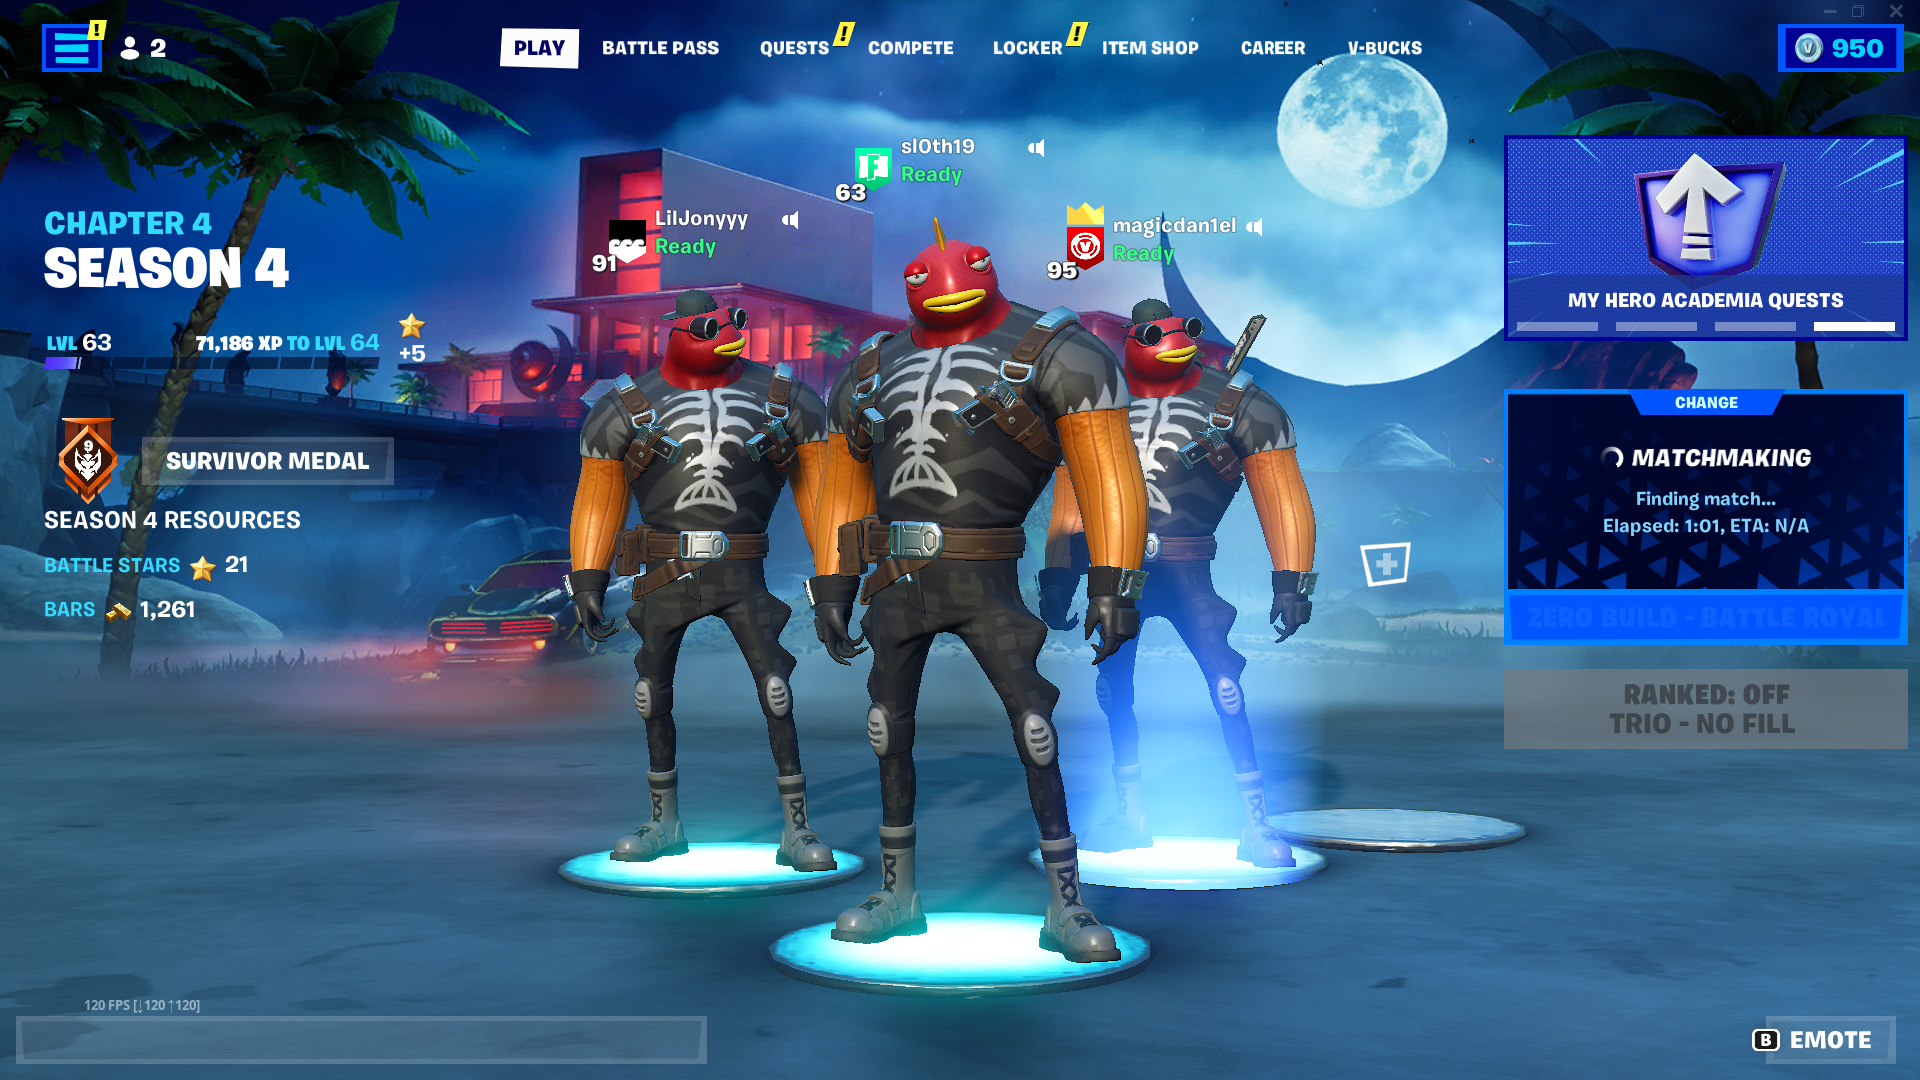 !
2
PLAY
BATTLE PASS
QUESTS
!
COMPETE
LOCKER
!
ITEM SHOP
CAREER
V-BUCKS
V
950
CHAPTER 4
SEASON 4
LVL 63
71,186 XP TO LVL 64
+5
9
SURVIVOR MEDAL
SEASON 4 RESOURCES
BATTLE STARS 21
BARS 1,261
LilJonyyy
Ready
91
F
sl0th19
Ready
63
V
magicdan1el
Ready
95
MY HERO ACADEMIA QUESTS
CHANGE
MATCHMAKING
Finding match...
Elapsed: 1:01, ETA: N/A
ZERO BUILD - BATTLE ROYAL
RANKED: OFF
TRIO - NO FILL
120 FPS [↓120 ↑120]
B EMOTE